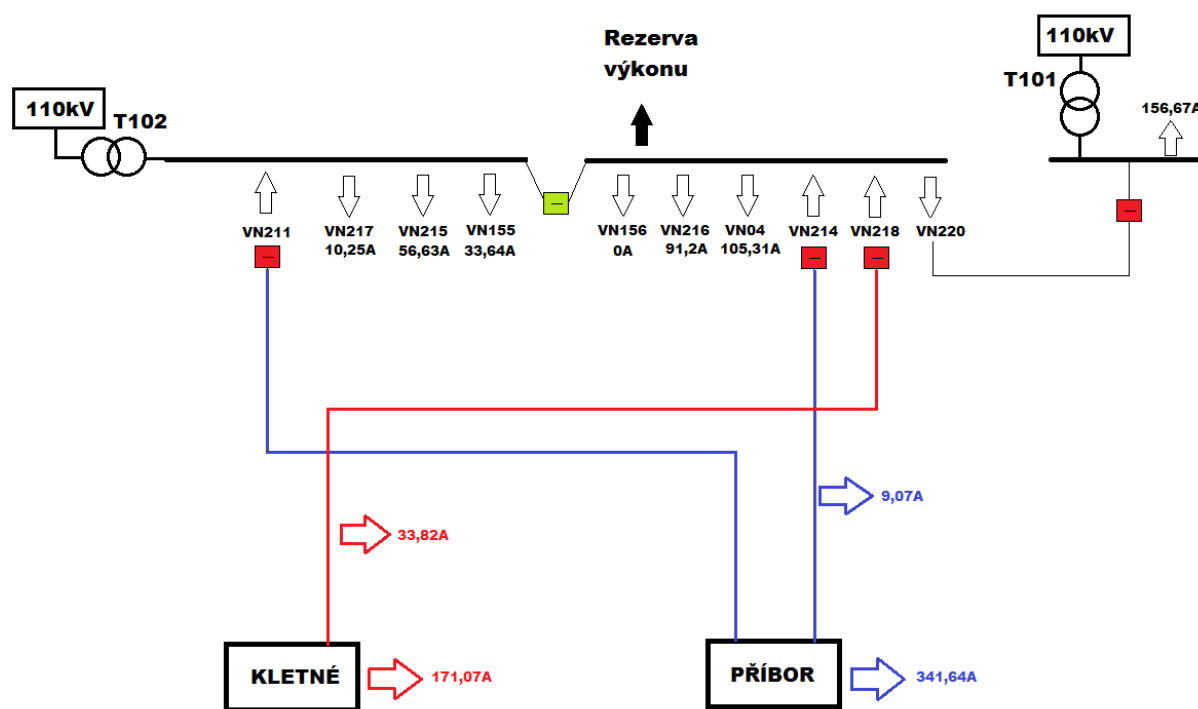 Rezerva
výkonu
110kV
T101
156,67A
110kV
T102
VN211
VN217
10,25A
VN215
56,63A
VN155
33,64A
VN156
0A
VN216
91,2A
VN04
105,31A
VN214
VN218
VN220
9,07A
33,82A
KLETNÉ
171,07A
PŘÍBOR
341,64A